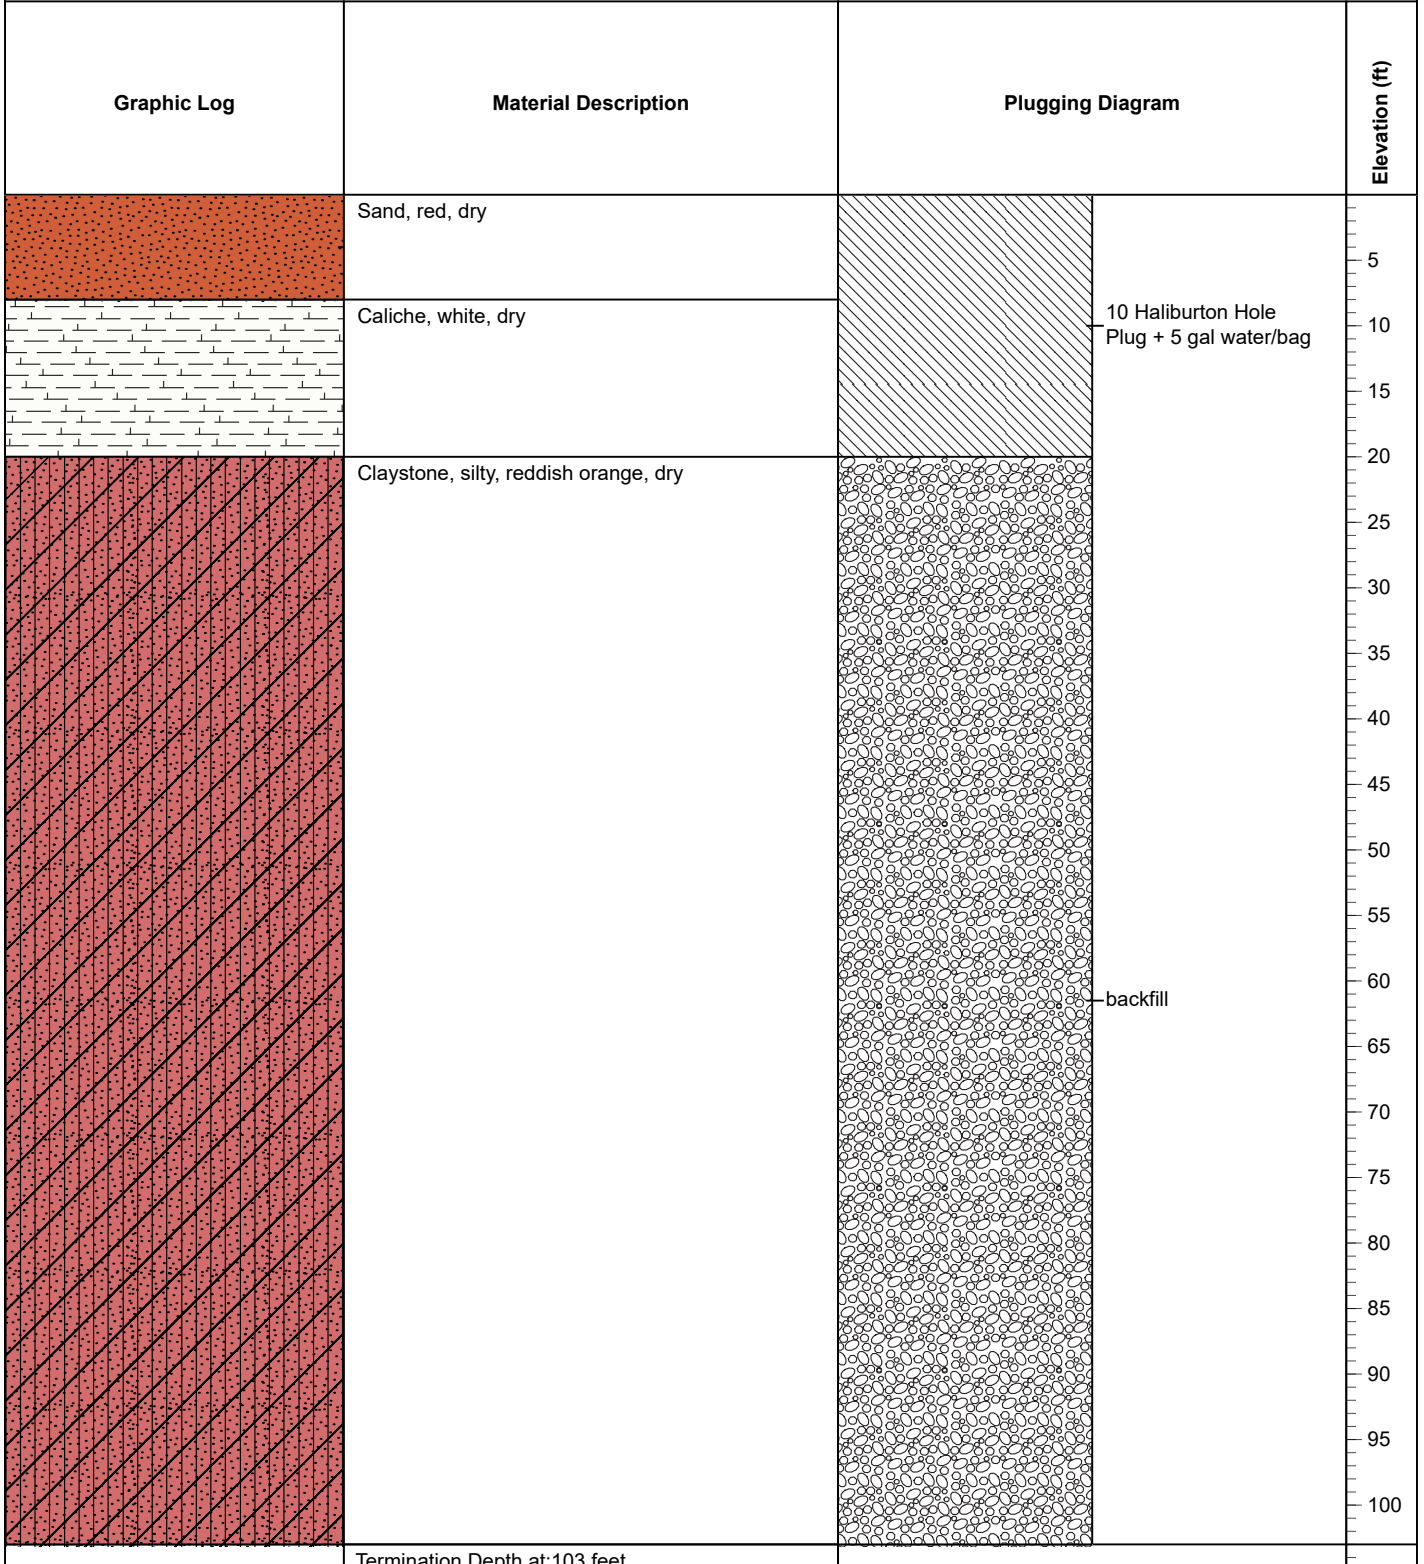 Graphic Log
Material Description
Plugging Diagram
Elevation (ft)
Sand, red, dry
Caliche, white, dry
Claystone, silty, reddish orange, dry
10 Haliburton Hole
Plug + 5 gal water/bag
backfill
5
10
15
20
25
30
35
40
45
50
55
60
65
70
75
80
85
90
95
100
Termination Depth at:103 feet